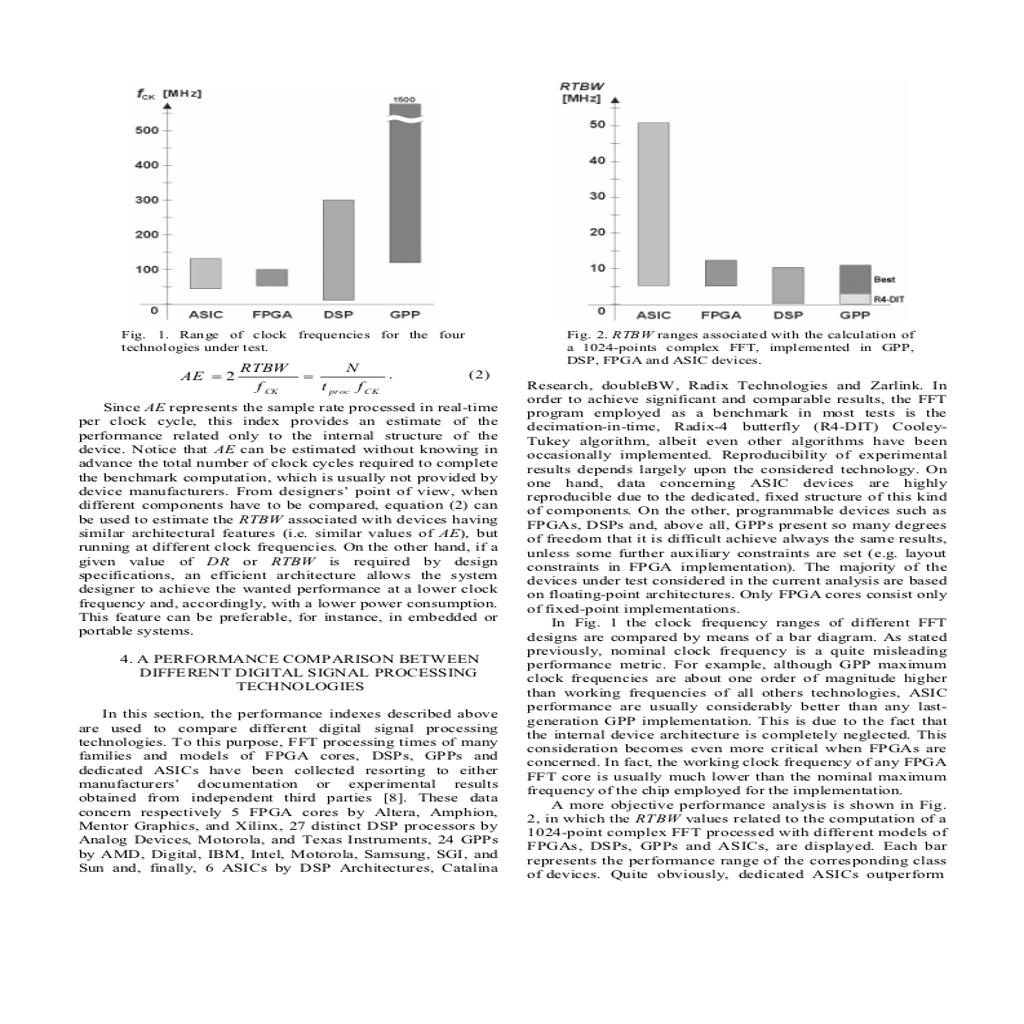 fCK [MHz]
1500
500
400
300
200
100
0
ASIC FPGA DSP GPP
Fig. 1. Range of clock frequencies for the four
technologies under test.
AE = 2 RTBW / fCK = N / tproc fCK . (2)
Since AE represents the sample rate processed in real-time
per clock cycle, this index provides an estimate of the
performance related only to the internal structure of the
device. Notice that AE can be estimated without knowing in
advance the total number of clock cycles required to complete
the benchmark computation, which is usually not provided by
device manufacturers. From designers' point of view, when
different components have to be compared, equation (2) can
be used to estimate the RTBW associated with devices having
similar architectural features (i.e. similar values of AE), but
running at different clock frequencies. On the other hand, if a
given value of DR or RTBW is required by design
specifications, an efficient architecture allows the system
designer to achieve the wanted performance at a lower clock
frequency and, accordingly, with a lower power consumption.
This feature can be preferable, for instance, in embedded or
portable systems.
4. A PERFORMANCE COMPARISON BETWEEN
DIFFERENT DIGITAL SIGNAL PROCESSING
TECHNOLOGIES
In this section, the performance indexes described above
are used to compare different digital signal processing
technologies. To this purpose, FFT processing times of many
families and models of FPGA cores, DSPs, GPPs and
dedicated ASICs have been collected resorting to either
manufacturers' documentation or experimental results
obtained from independent third parties [8]. These data
concern respectively 5 FPGA cores by Altera, Amphion,
Mentor Graphics, and Xilinx, 27 distinct DSP processors by
Analog Devices, Motorola, and Texas Instruments, 24 GPPs
by AMD, Digital, IBM, Intel, Motorola, Samsung, SGI, and
Sun and, finally, 6 ASICs by DSP Architectures, Catalina
RTBW
[MHz]
50
40
30
20
10
0
Best
R4-DIT
ASIC FPGA DSP GPP
Fig. 2. RTBW ranges associated with the calculation of
a 1024-points complex FFT, implemented in GPP,
DSP, FPGA and ASIC devices.
Research, doubleBW, Radix Technologies and Zarlink. In
order to achieve significant and comparable results, the FFT
program employed as a benchmark in most tests is the
decimation-in-time, Radix-4 butterfly (R4-DIT) Cooley-
Tukey algorithm, albeit even other algorithms have been
occasionally implemented. Reproducibility of experimental
results depends largely upon the considered technology. On
one hand, data concerning ASIC devices are highly
reproducible due to the dedicated, fixed structure of this kind
of components. On the other, programmable devices such as
FPGAs, DSPs and, above all, GPPs present so many degrees
of freedom that it is difficult achieve always the same results,
unless some further auxiliary constraints are set (e.g. layout
constraints in FPGA implementation). The majority of the
devices under test considered in the current analysis are based
on floating-point architectures. Only FPGA cores consist only
of fixed-point implementations.
In Fig. 1 the clock frequency ranges of different FFT
designs are compared by means of a bar diagram. As stated
previously, nominal clock frequency is a quite misleading
performance metric. For example, although GPP maximum
clock frequencies are about one order of magnitude higher
than working frequencies of all others technologies, ASIC
performance are usually considerably better than any last-
generation GPP implementation. This is due to the fact that
the internal device architecture is completely neglected. This
consideration becomes even more critical when FPGAs are
concerned. In fact, the working clock frequency of any FPGA
FFT core is usually much lower than the nominal maximum
frequency of the chip employed for the implementation.
A more objective performance analysis is shown in Fig.
2, in which the RTBW values related to the computation of a
1024-point complex FFT processed with different models of
FPGAs, DSPs, GPPs and ASICs, are displayed. Each bar
represents the performance range of the corresponding class
of devices. Quite obviously, dedicated ASICs outperform